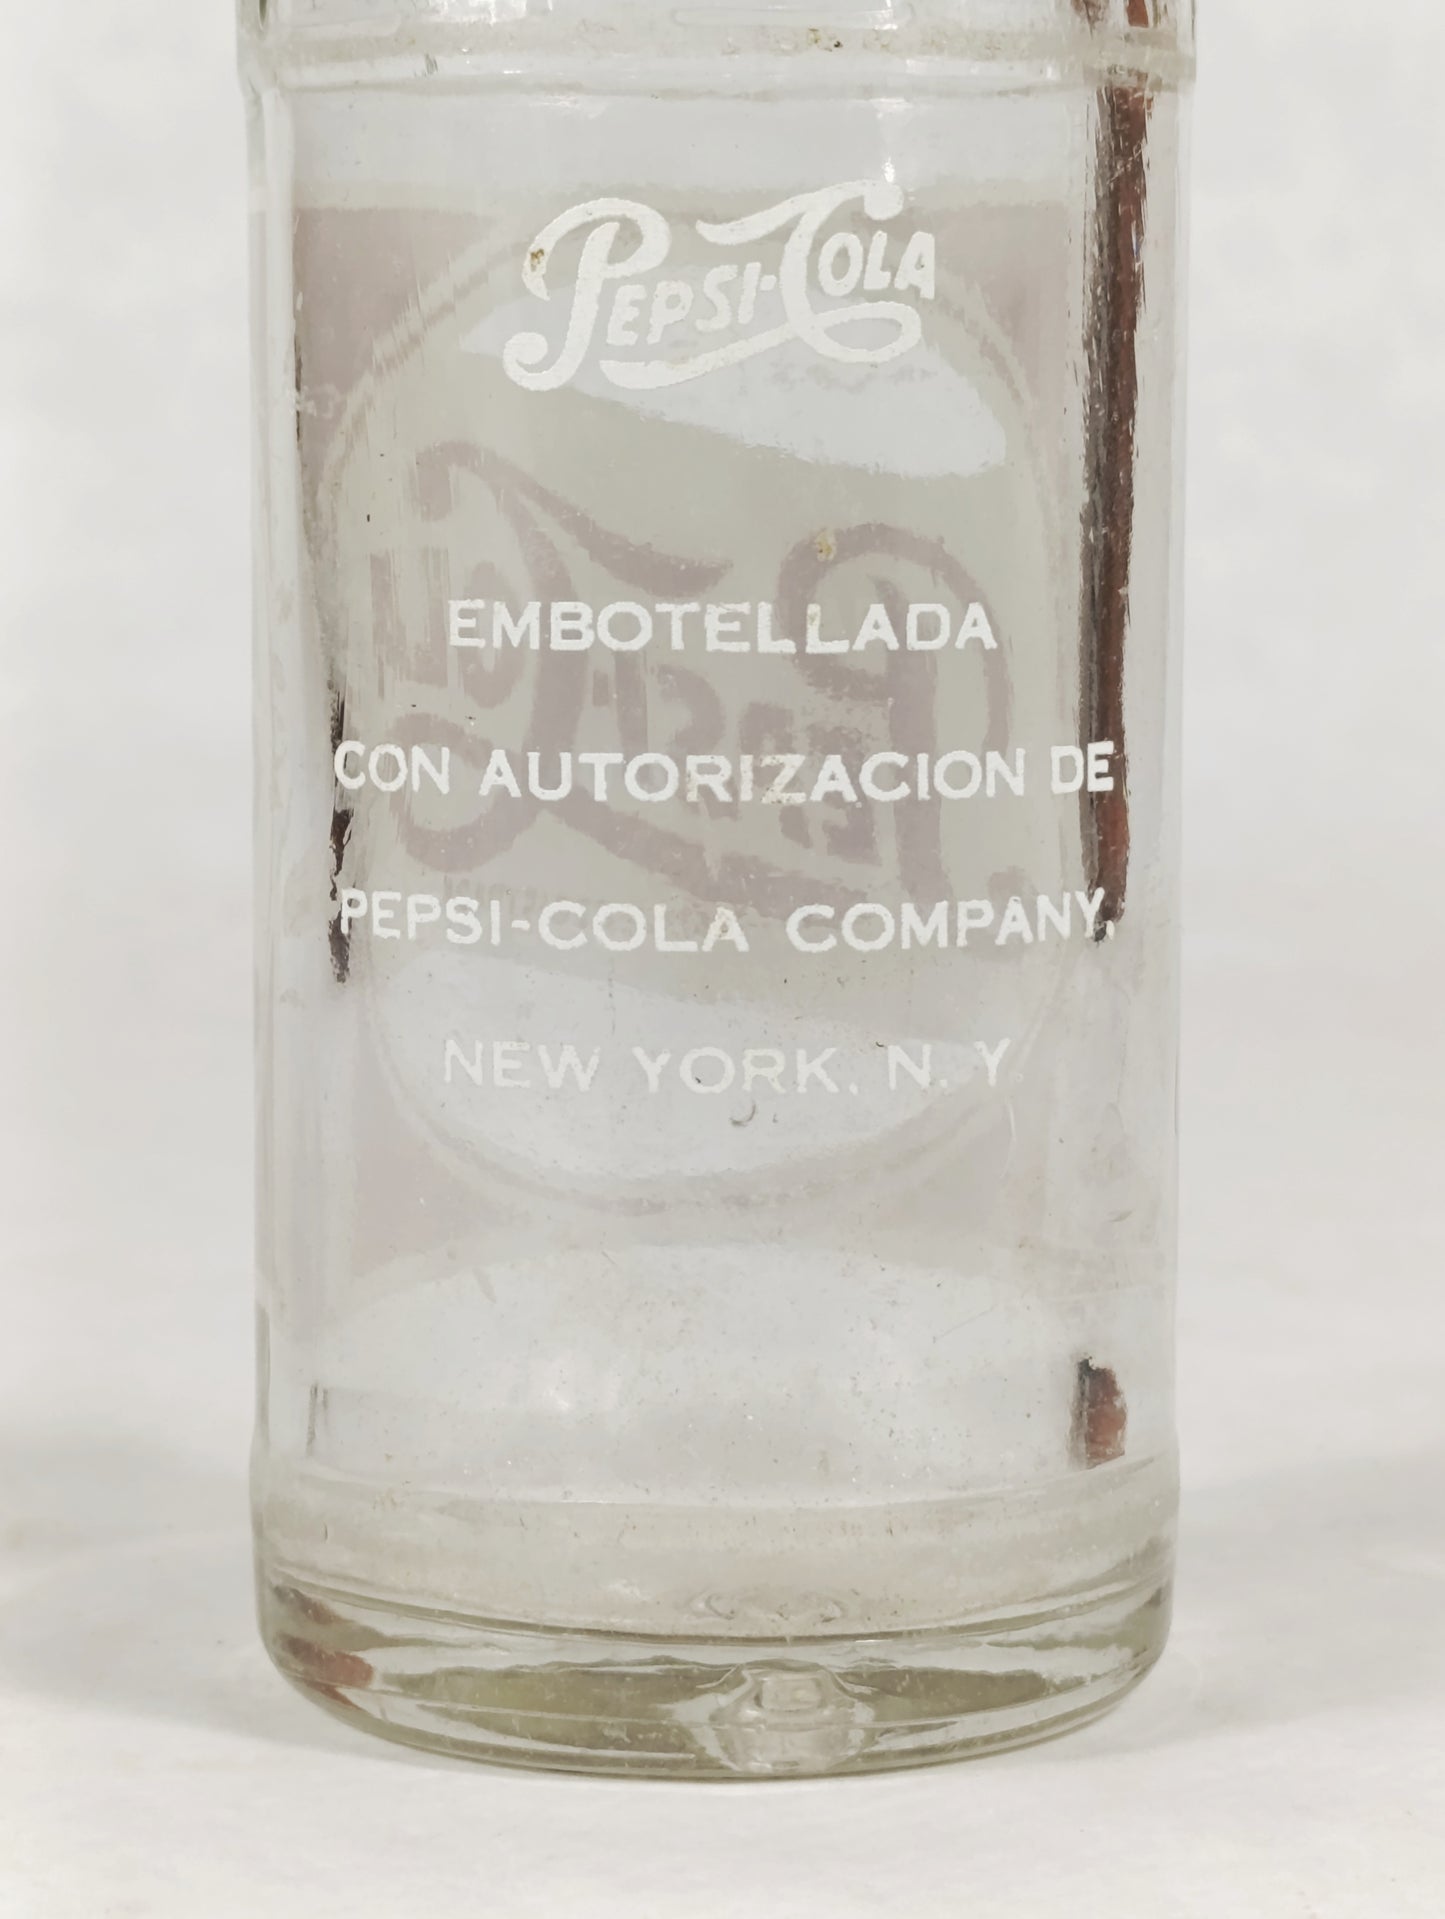 PEPSI-COLA
EMBOTELLADA
CON AUTORIZACION DE
PEPSI-COLA COMPANY,
NEW YORK, N. Y.